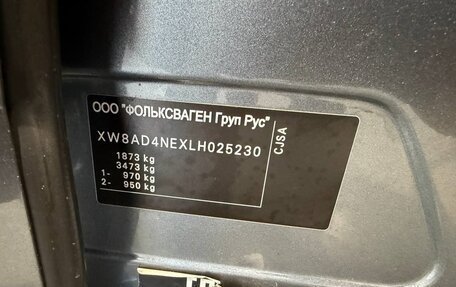 ООО "ФОЛЬКСВАГЕН Груп Рус"
XW8AD4NEXLH025230
1873 kg
3473 kg
1- 970 kg
2- 950 kg
CJSA